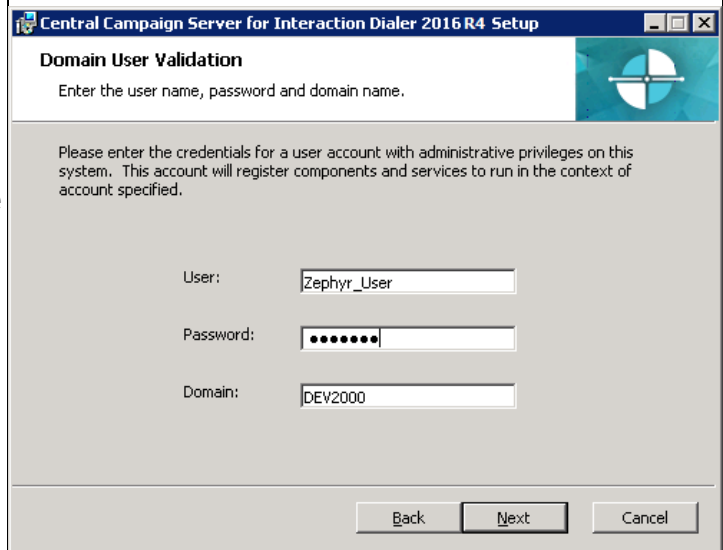 Central Campaign Server for Interaction Dialer 2016 R4 Setup
Domain User Validation
Enter the user name, password and domain name.
Please enter the credentials for a user account with administrative privileges on this
system. This account will register components and services to run in the context of
account specified.
User: Zephyr_User
Password: ●●●●●●●
Domain: DEV2000
Back Next Cancel